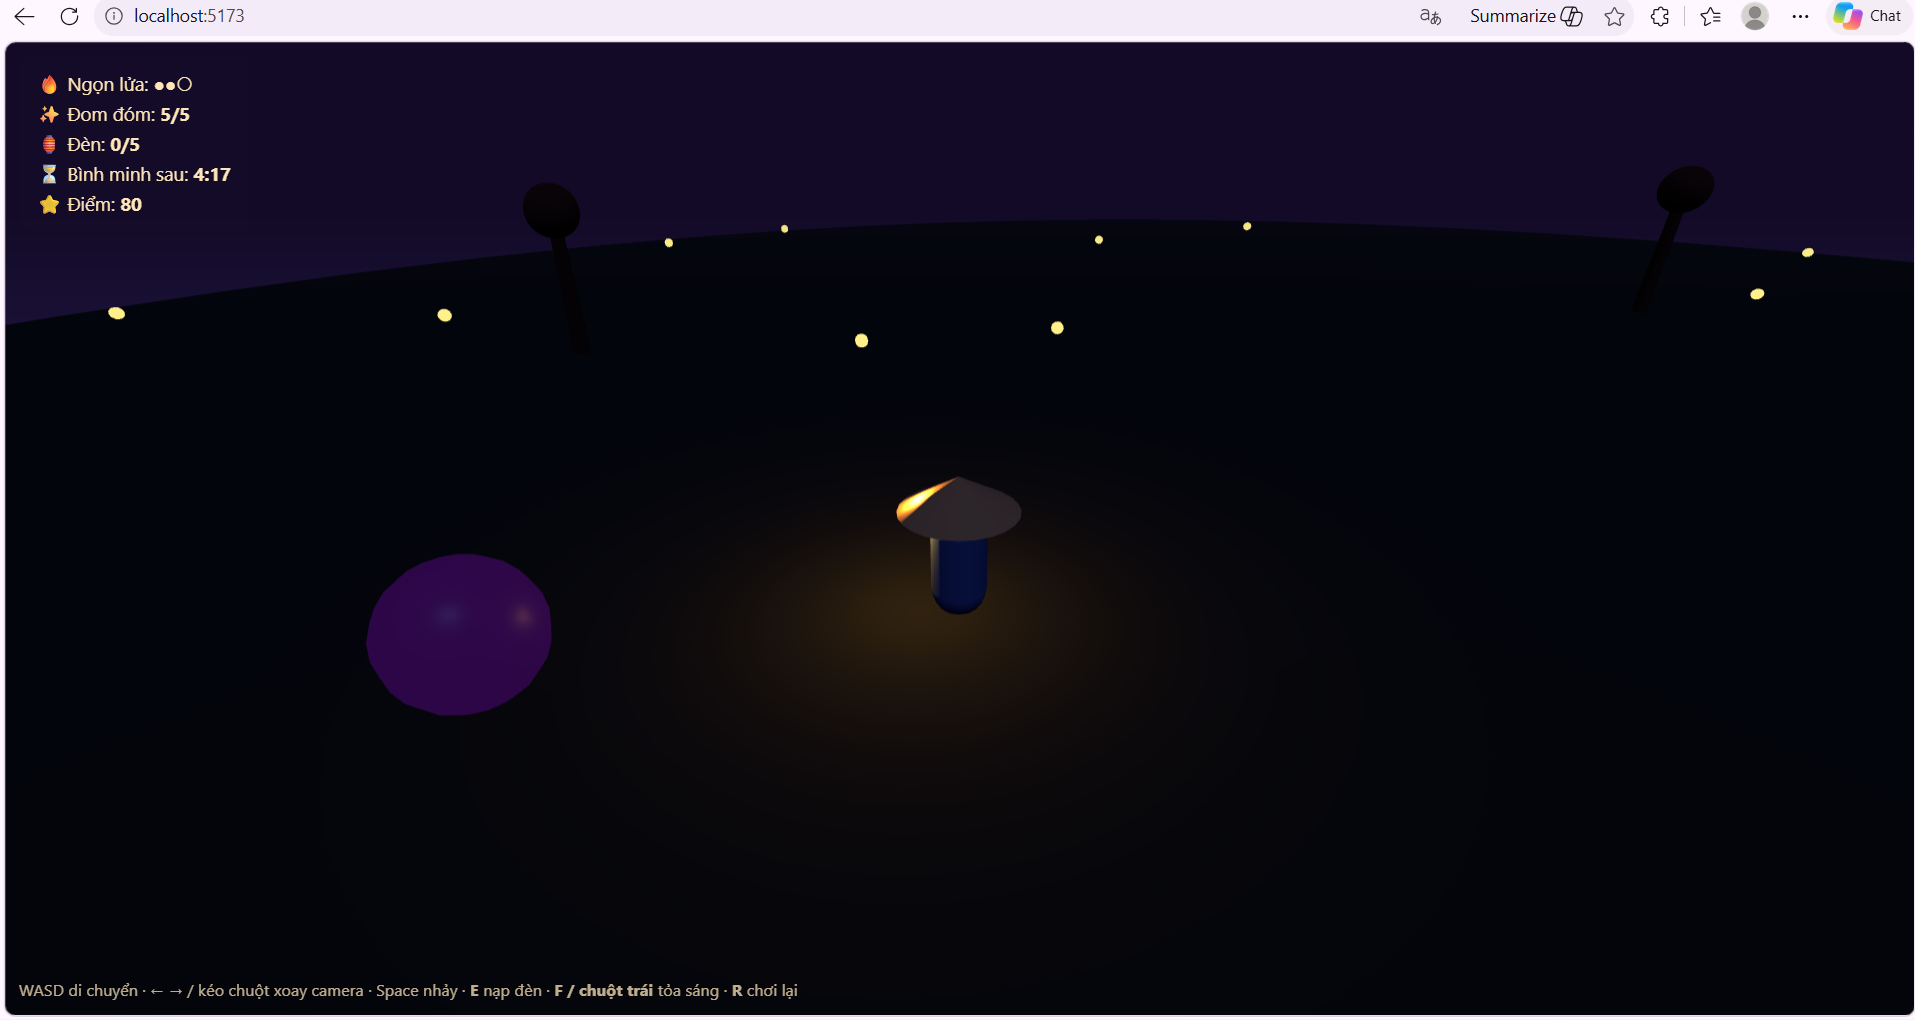 localhost:5173
Summarize
Chat
Ngọn lửa: ●●○
Đom đóm: 5/5
Đèn: 0/5
Bình minh sau: 4:17
Điểm: 80
WASD di chuyển · ← → / kéo chuột xoay camera · Space nhảy · E nạp đèn · F / chuột trái tỏa sáng · R chơi lại